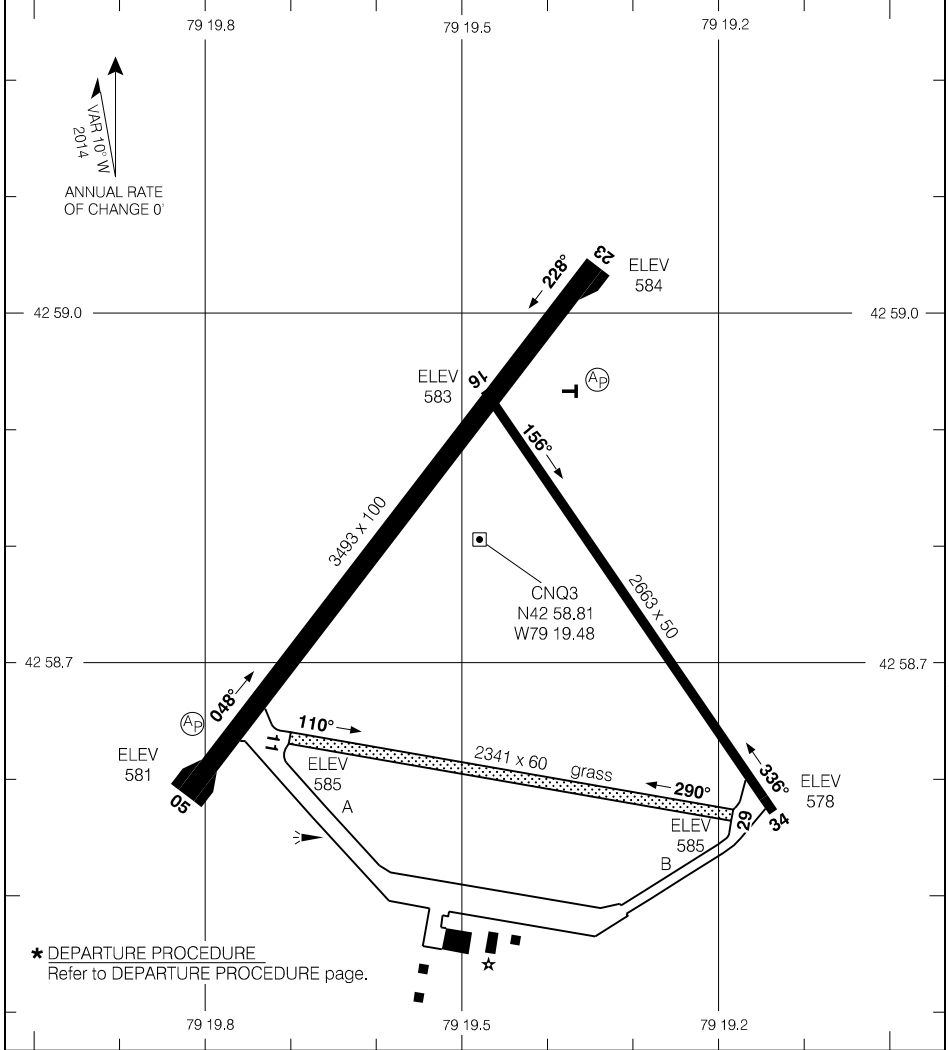 79 19.8
79 19.5
79 19.2
VAR 10° W
2014
ANNUAL RATE
OF CHANGE 0'
23
ELEV
584
228°
42 59.0
42 59.0
ELEV
583
16
AP
156°
3493 x 100
2663 x 50
CNQ3
N42 58.81
W79 19.48
42 58.7
42 58.7
048°
AP
110°
11
2341 x 60
grass
ELEV
581
ELEV
585
290°
336°
ELEV
578
05
A
ELEV
585
29
34
B
* DEPARTURE PROCEDURE
Refer to DEPARTURE PROCEDURE page.
79 19.8
79 19.5
79 19.2